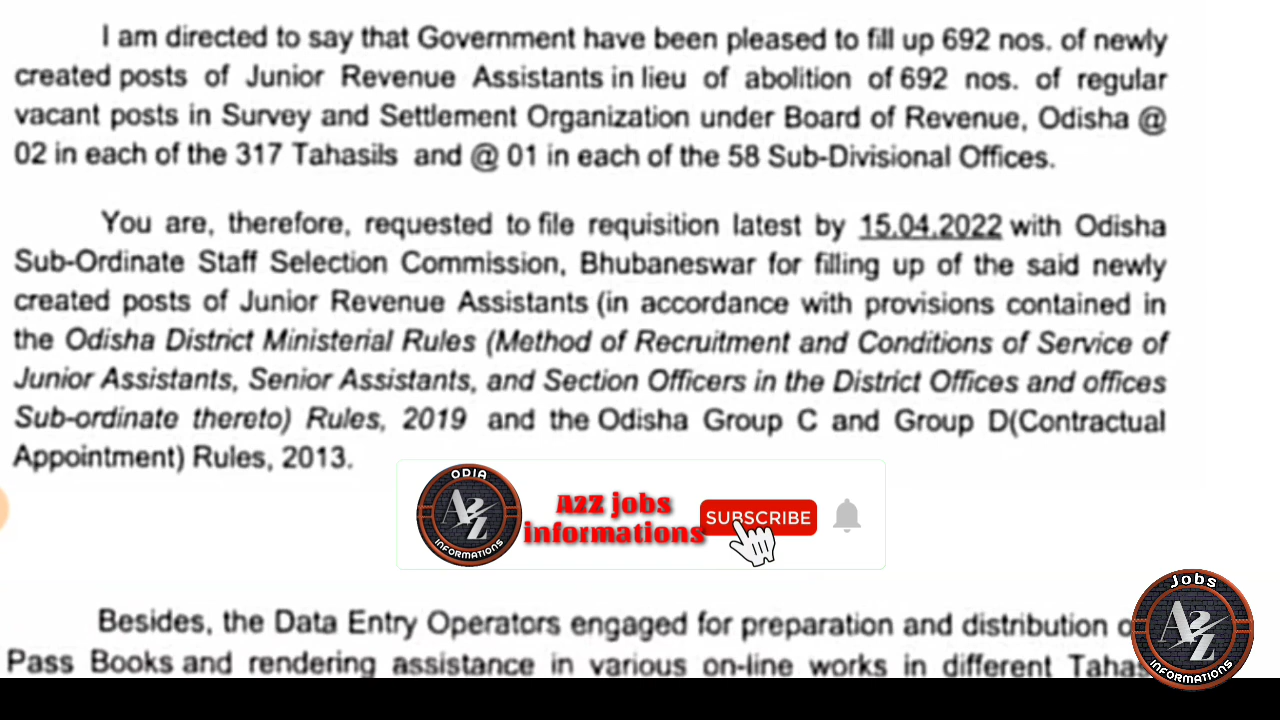 I am directed to say that Government have been pleased to fill up 692 nos. of newly
created posts of Junior Revenue Assistants in lieu of abolition of 692 nos. of regular
vacant posts in Survey and Settlement Organization under Board of Revenue, Odisha @
02 in each of the 317 Tahasils and @ 01 in each of the 58 Sub-Divisional Offices.
You are, therefore, requested to file requisition latest by 15.04.2022 with Odisha
Sub-Ordinate Staff Selection Commission, Bhubaneswar for filling up of the said newly
created posts of Junior Revenue Assistants (in accordance with provisions contained in
the Odisha District Ministerial Rules (Method of Recruitment and Conditions of Service of
Junior Assistants, Senior Assistants, and Section Officers in the District Offices and offices
Sub-ordinate thereto) Rules, 2019 and the Odisha Group C and Group D(Contractual
Appointment) Rules, 2013.
ODIA
A2Z
INFORMATIONS
A2Z jobs
informations
SUBSCRIBE
Besides, the Data Entry Operators engaged for preparation and distribution
Pass Books and rendering assistance in various on-line works in different
Jobs
A2Z
INFORMATIONS